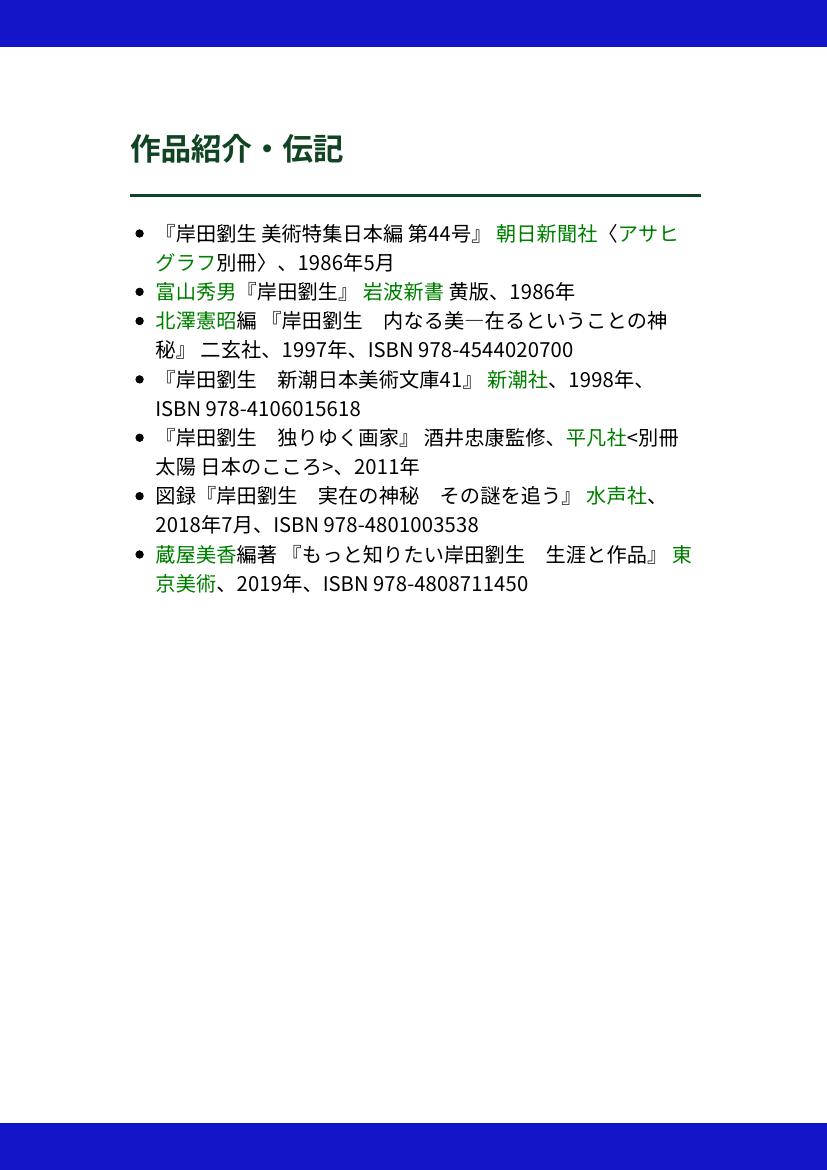 作品紹介・伝記
『岸田劉生 美術特集日本編 第44号』 朝日新聞社〈アサヒ
グラフ別冊〉、1986年5月
富山秀男『岸田劉生』 岩波新書 黄版、1986年
北澤憲昭編 『岸田劉生　内なる美―在るということの神
秘』 二玄社、1997年、ISBN 978-4544020700
『岸田劉生　新潮日本美術文庫41』 新潮社、1998年、
ISBN 978-4106015618
『岸田劉生　独りゆく画家』 酒井忠康監修、平凡社<別冊
太陽 日本のこころ>、2011年
図録『岸田劉生　実在の神秘　その謎を追う』 水声社、
2018年7月、ISBN 978-4801003538
蔵屋美香編著 『もっと知りたい岸田劉生　生涯と作品』 東
京美術、2019年、ISBN 978-4808711450